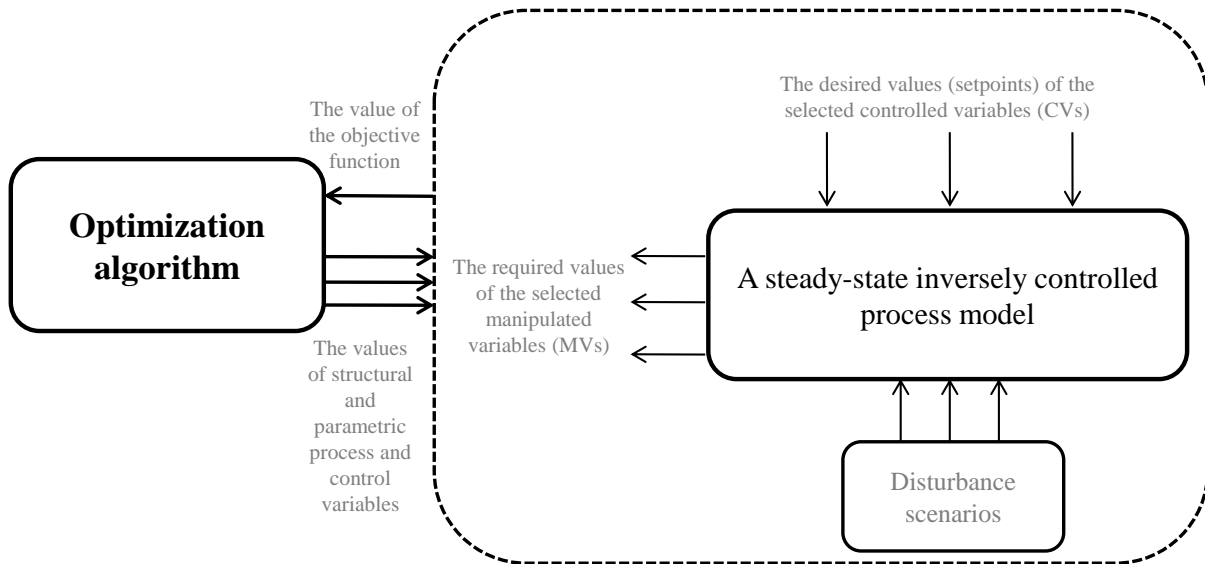 The desired values (setpoints) of the
selected controlled variables (CVs)
The value of
the objective
function
Optimization
algorithm
The required values
of the selected
manipulated
variables (MVs)
A steady-state inversely controlled
process model
The values
of structural
and
parametric
process and
control
variables
Disturbance
scenarios